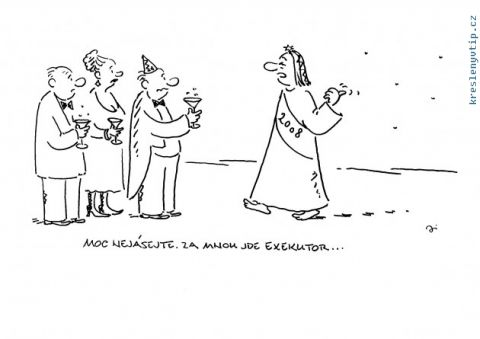 kreslenyvtip.cz
2008
MOC NEJÁSEJTE. ZA MNOU JDE EXEKUTOR...